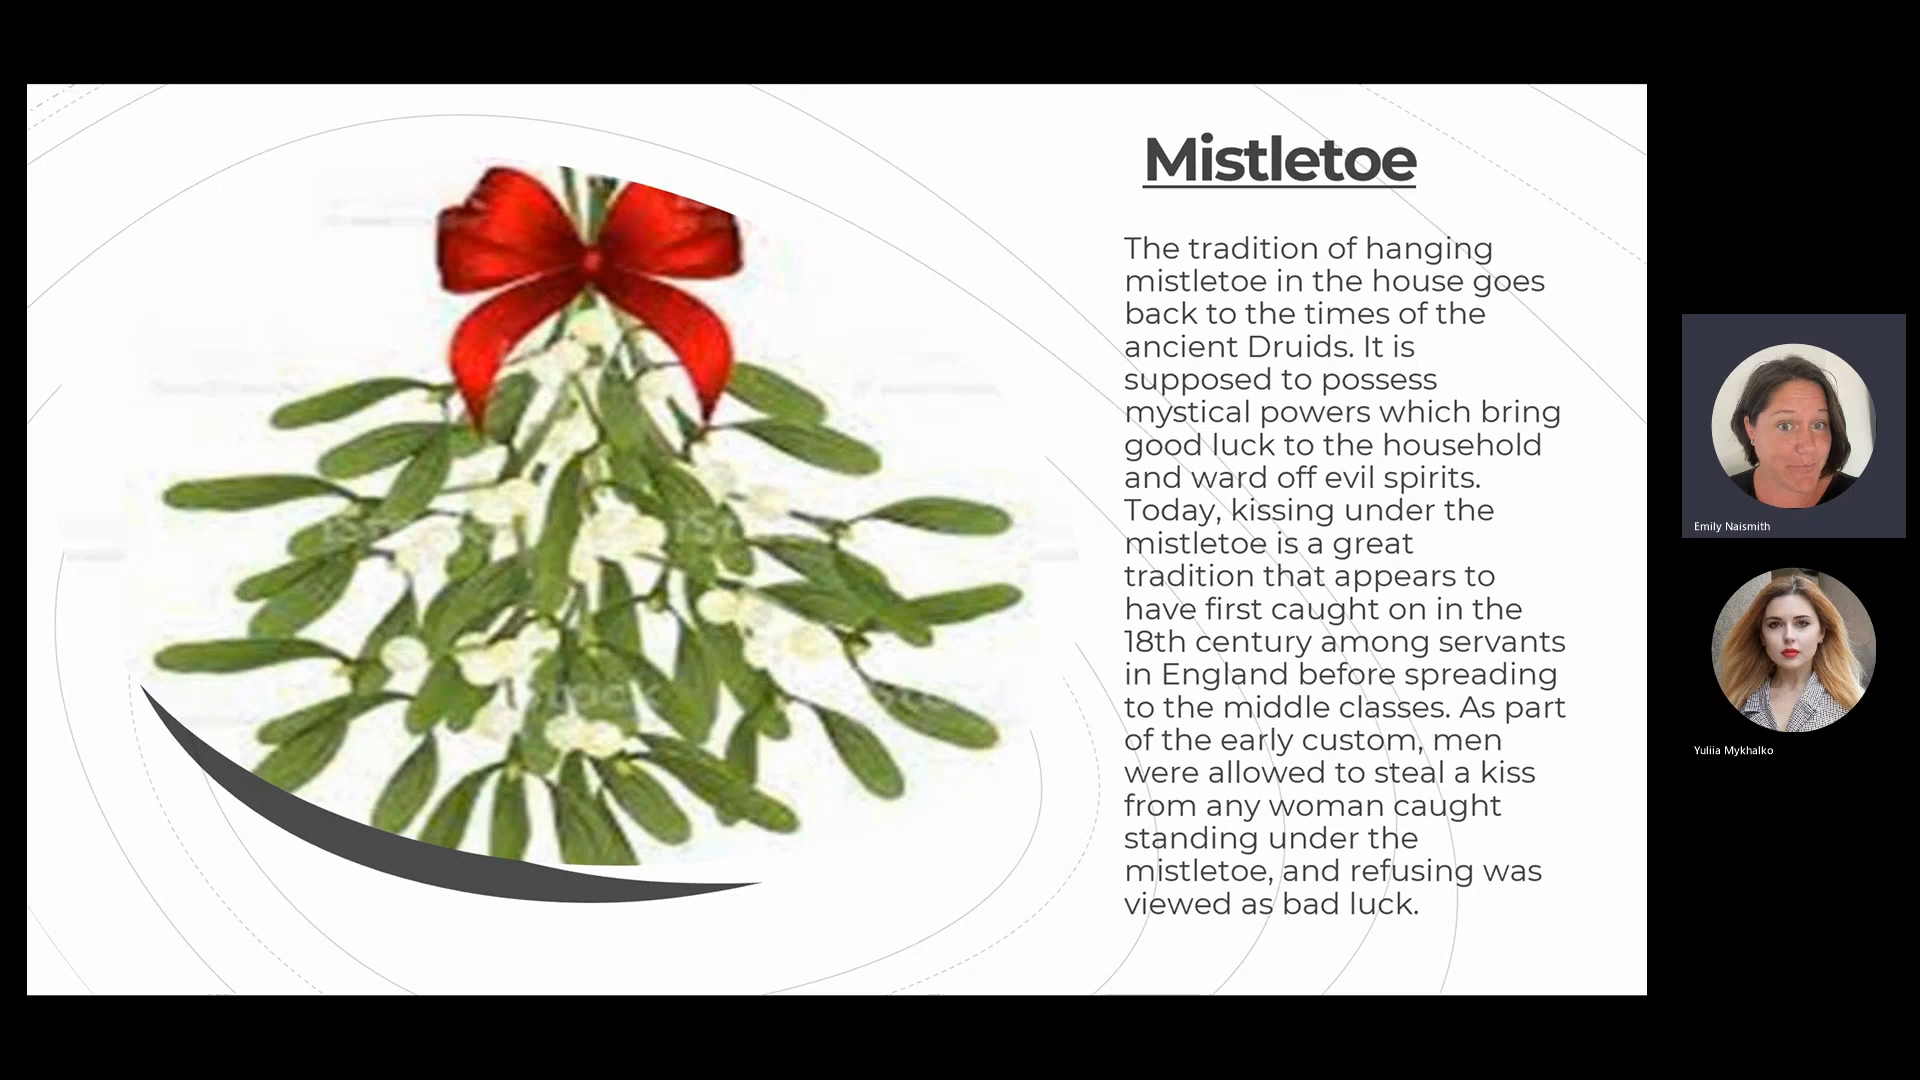 Mistletoe
The tradition of hanging
mistletoe in the house goes
back to the times of the
ancient Druids. It is
supposed to possess
mystical powers which bring
good luck to the household
and ward off evil spirits.
Today, kissing under the
mistletoe is a great
tradition that appears to
have first caught on in the
18th century among servants
in England before spreading
to the middle classes. As part
of the early custom, men
were allowed to steal a kiss
from any woman caught
standing under the
mistletoe, and refusing was
viewed as bad luck.
Emily Naismith
Yuliia Mykhalko